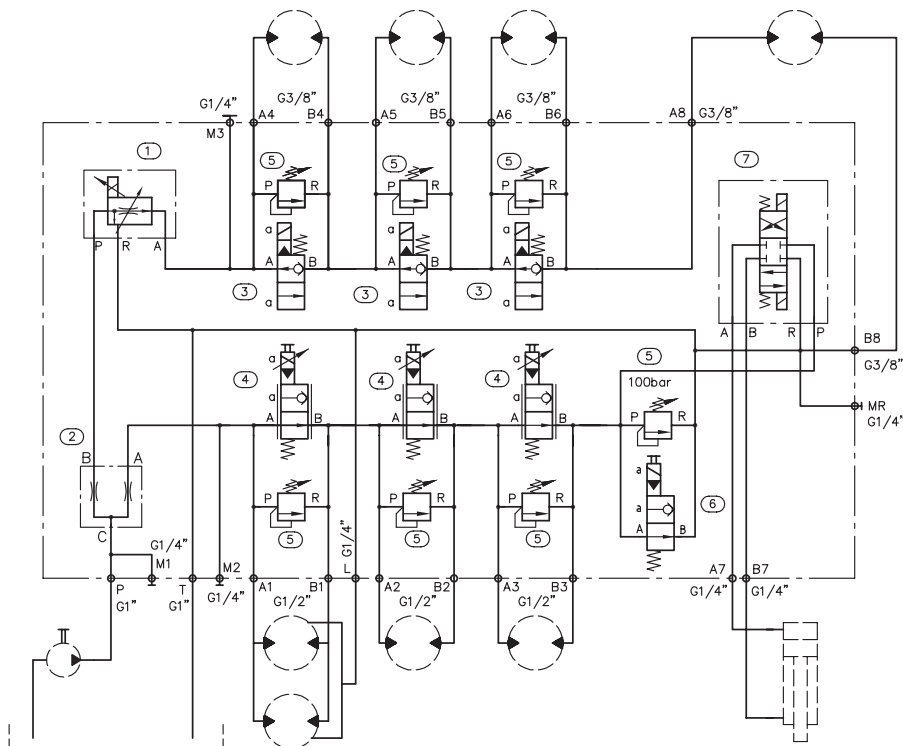 G1/4”
M3
A4
G3/8”
B4
A5
G3/8”
B5
A6
G3/8”
B6
A8
G3/8”
1
5
5
5
7
P
R
P
R
P
R
a
a
a
P
R
A
A
B
A
B
A
B
3
a
3
a
3
a
A
B
R
P
B8
G3/8”
4
a
4
a
4
a
5
100bar
a
a
a
P
R
MR
G1/4”
A
B
A
B
A
B
2
B
A
a
6
a
P
R
P
R
P
R
A
B
C
5
5
5
G1/4”
G1/4”
M1
M2
P
G1”
T
G1”
G1/4”
A1
B1
L
A2
B2
A3
B3
G1/2”
G1/2”
G1/2”
A7
B7
G1/4”
G1/4”